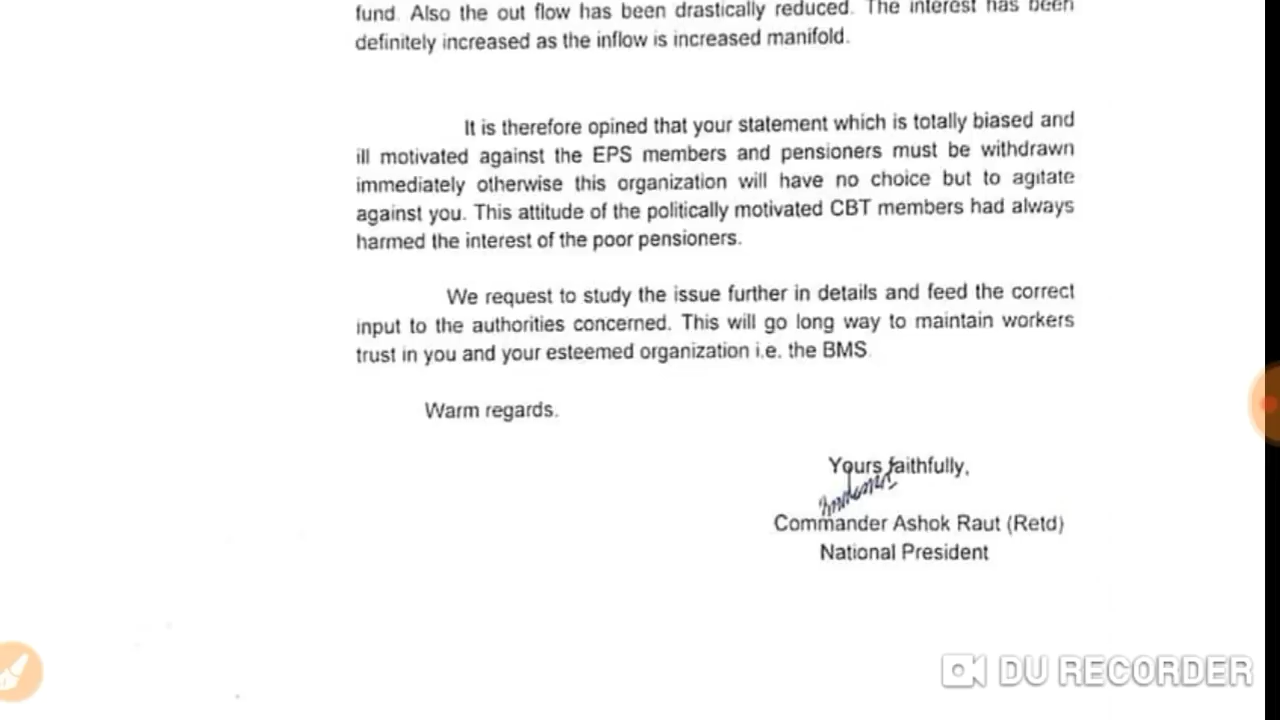 fund. Also the out flow has been drastically reduced. The interest has been
definitely increased as the inflow is increased manifold.
It is therefore opined that your statement which is totally biased and
ill motivated against the EPS members and pensioners must be withdrawn
immediately otherwise this organization will have no choice but to agitate
against you. This attitude of the politically motivated CBT members had always
harmed the interest of the poor pensioners.
We request to study the issue further in details and feed the correct
input to the authorities concerned. This will go long way to maintain workers
trust in you and your esteemed organization i.e. the BMS.
Warm regards.
Yours faithfully,
Commander Ashok Raut (Retd)
National President
DU RECORDER